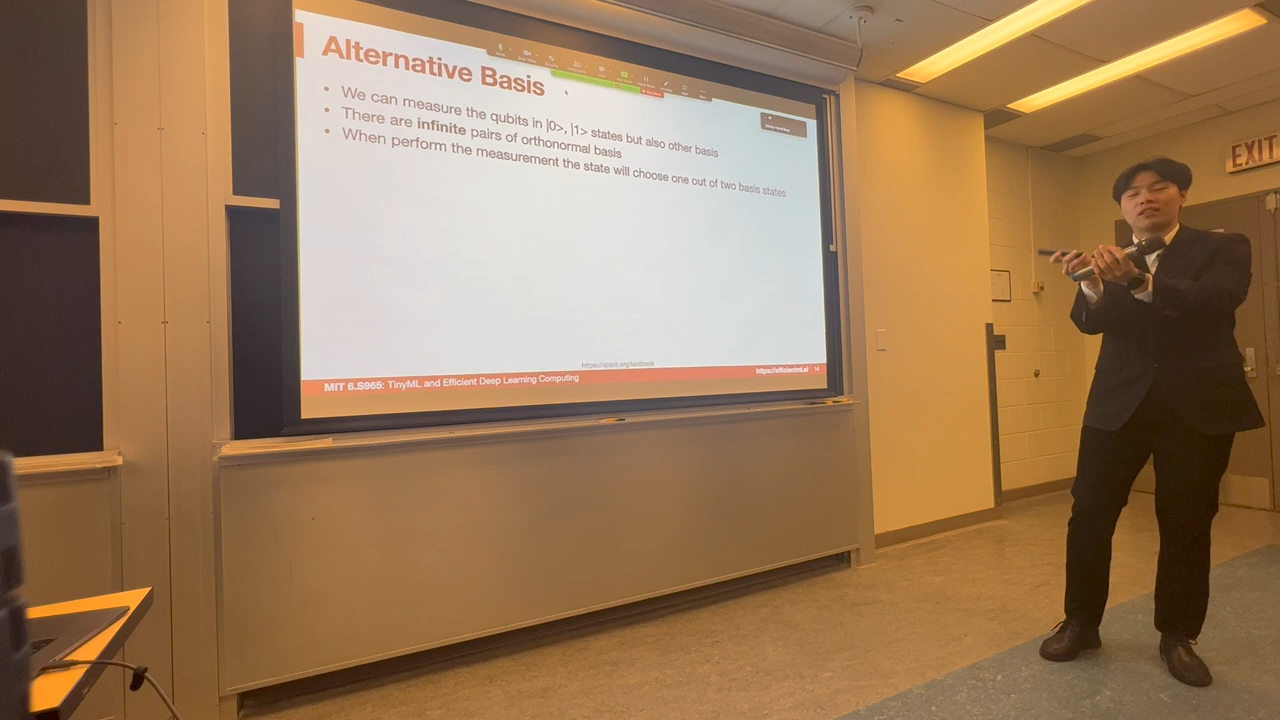 Alternative Basis
• We can measure the qubits in |0>, |1> states but also other basis
• There are infinite pairs of orthonormal basis
• When perform the measurement the state will choose one out of two basis states
https://qiskit.org/textbook
MIT 6.S965: TinyML and Efficient Deep Learning Computing
https://efficientml.ai
14
EXIT